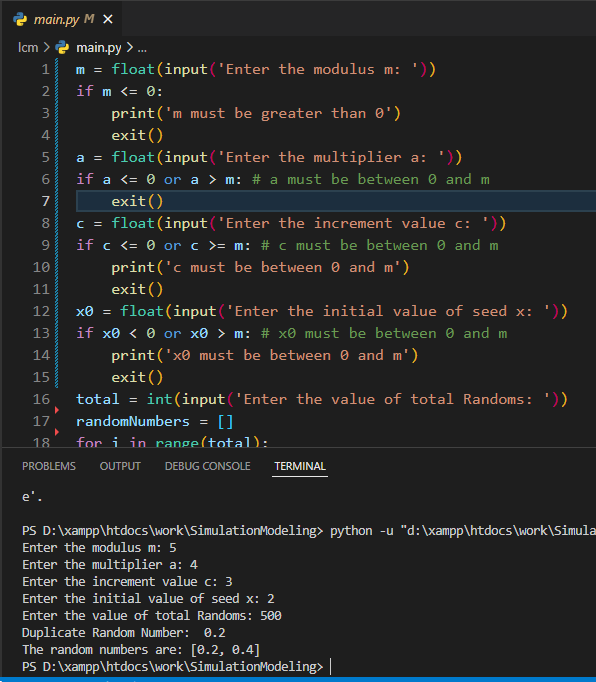 main.py M ×
lcm > main.py > ...
1 m = float(input('Enter the modulus m: '))
2 if m <= 0:
3     print('m must be greater than 0')
4     exit()
5 a = float(input('Enter the multiplier a: '))
6 if a <= 0 or a > m: # a must be between 0 and m
7     exit()
8 c = float(input('Enter the increment value c: '))
9 if c <= 0 or c >= m: # c must be between 0 and m
10     print('c must be between 0 and m')
11     exit()
12 x0 = float(input('Enter the initial value of seed x: '))
13 if x0 < 0 or x0 > m: # x0 must be between 0 and m
14     print('x0 must be between 0 and m')
15     exit()
16 total = int(input('Enter the value of total Randoms: '))
17 randomNumbers = []
18 for i in range(total):
PROBLEMS OUTPUT DEBUG CONSOLE TERMINAL
e'.
PS D:\xampp\htdocs\work\SimulationModeling> python -u "d:\xampp\htdocs\work\Simula
Enter the modulus m: 5
Enter the multiplier a: 4
Enter the increment value c: 3
Enter the initial value of seed x: 2
Enter the value of total Randoms: 500
Duplicate Random Number:  0.2
The random numbers are: [0.2, 0.4]
PS D:\xampp\htdocs\work\SimulationModeling>